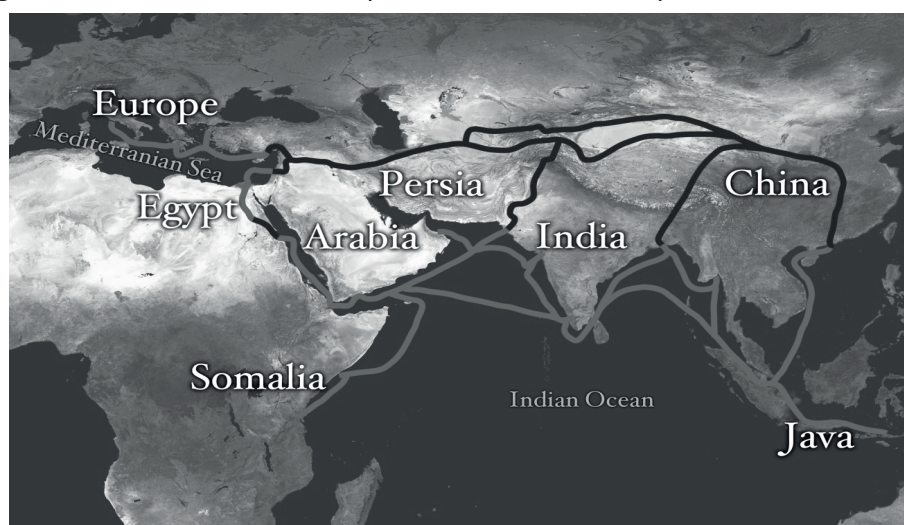 Europe
Mediterranian Sea
Egypt
Persia
China
Arabia
India
Somalia
Indian Ocean
Java